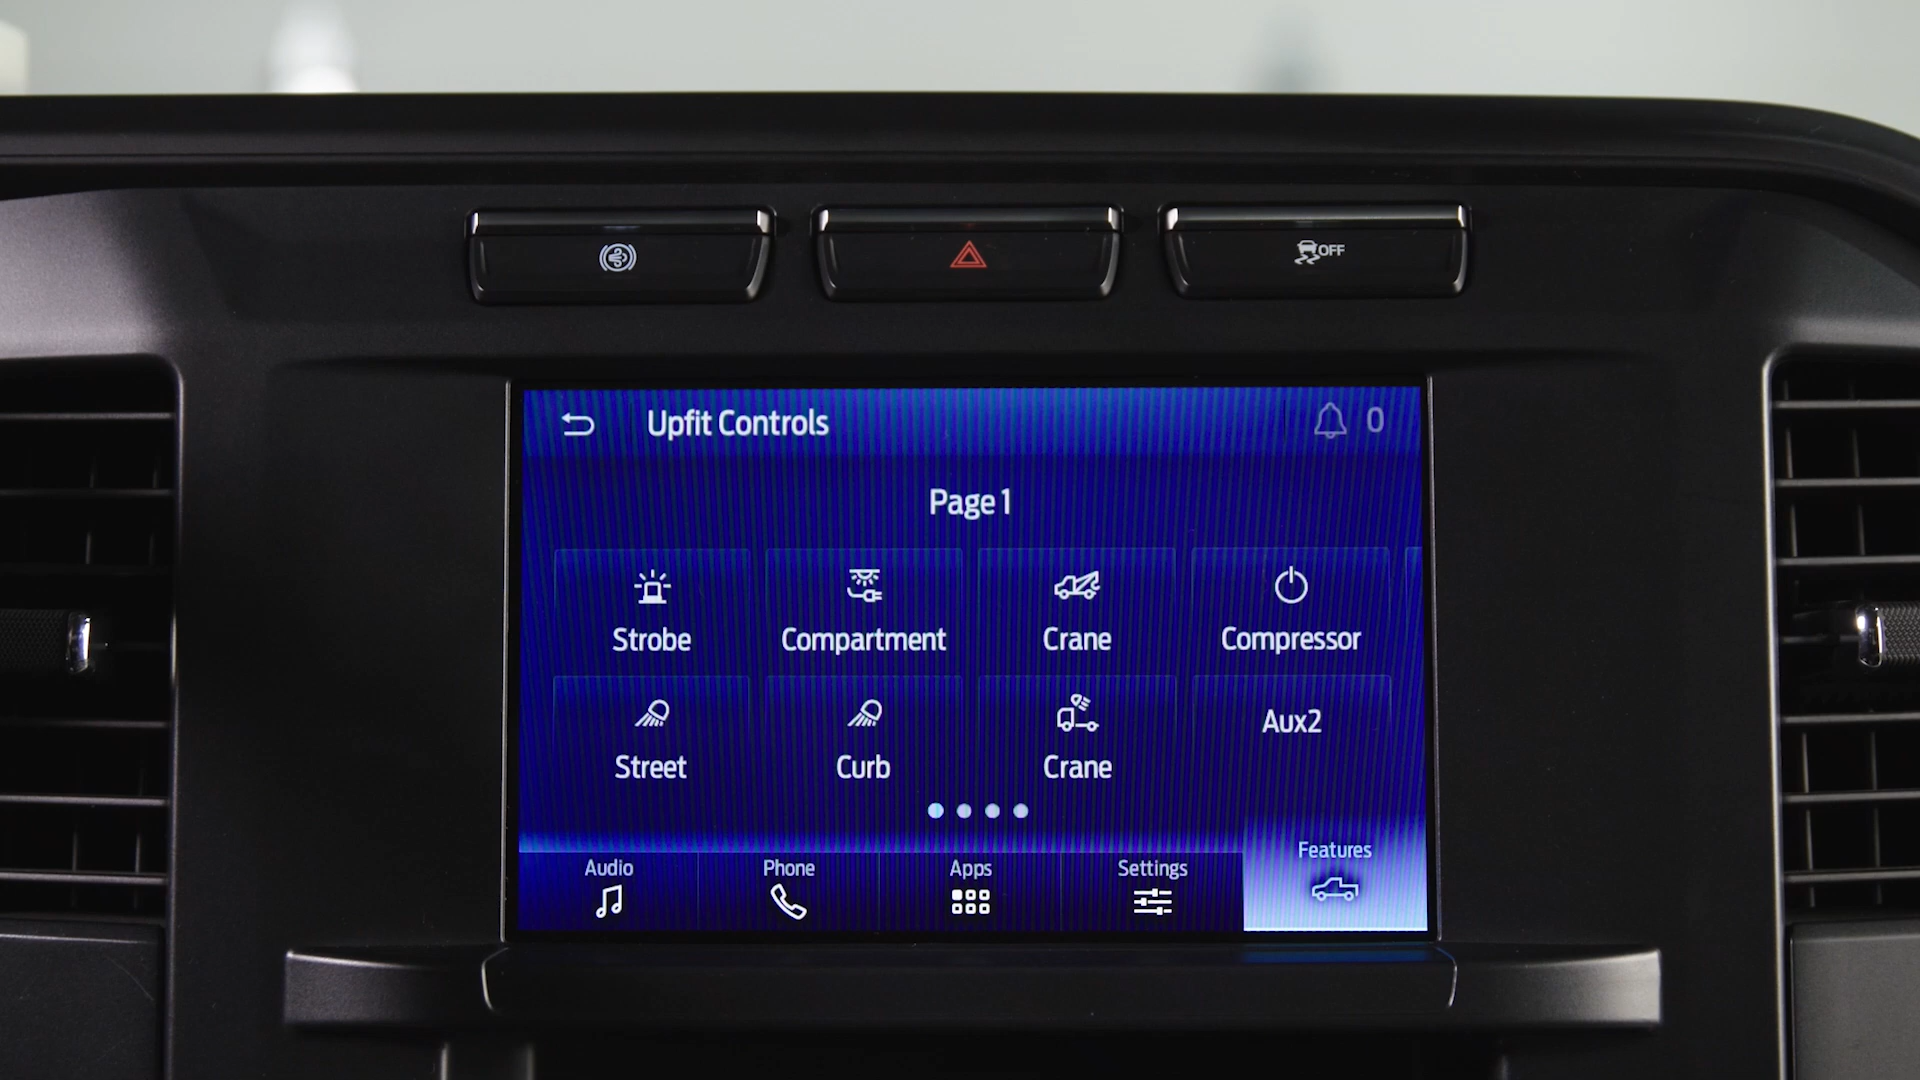 OFF
Upfit Controls
0
Page 1
Strobe
Compartment
Crane
Compressor
Street
Curb
Crane
Aux2
Audio
Phone
Apps
Settings
Features